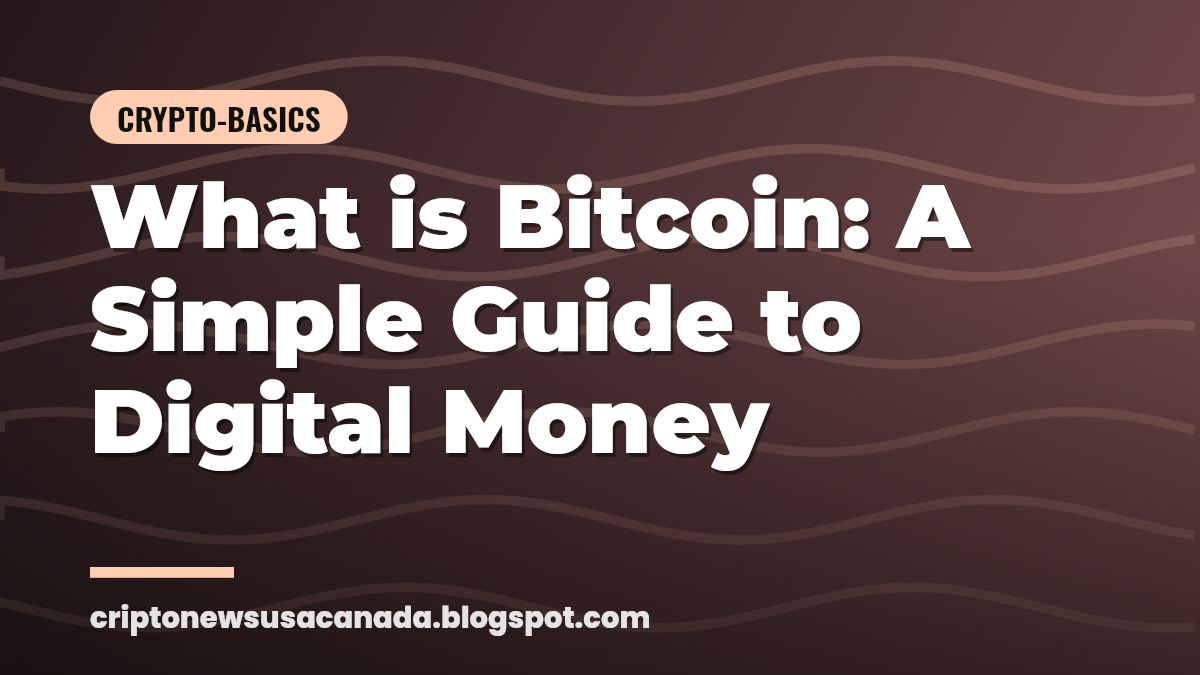 CRYPTO-BASICS
What is Bitcoin: A
Simple Guide to
Digital Money
criptonewsusacanada.blogspot.com